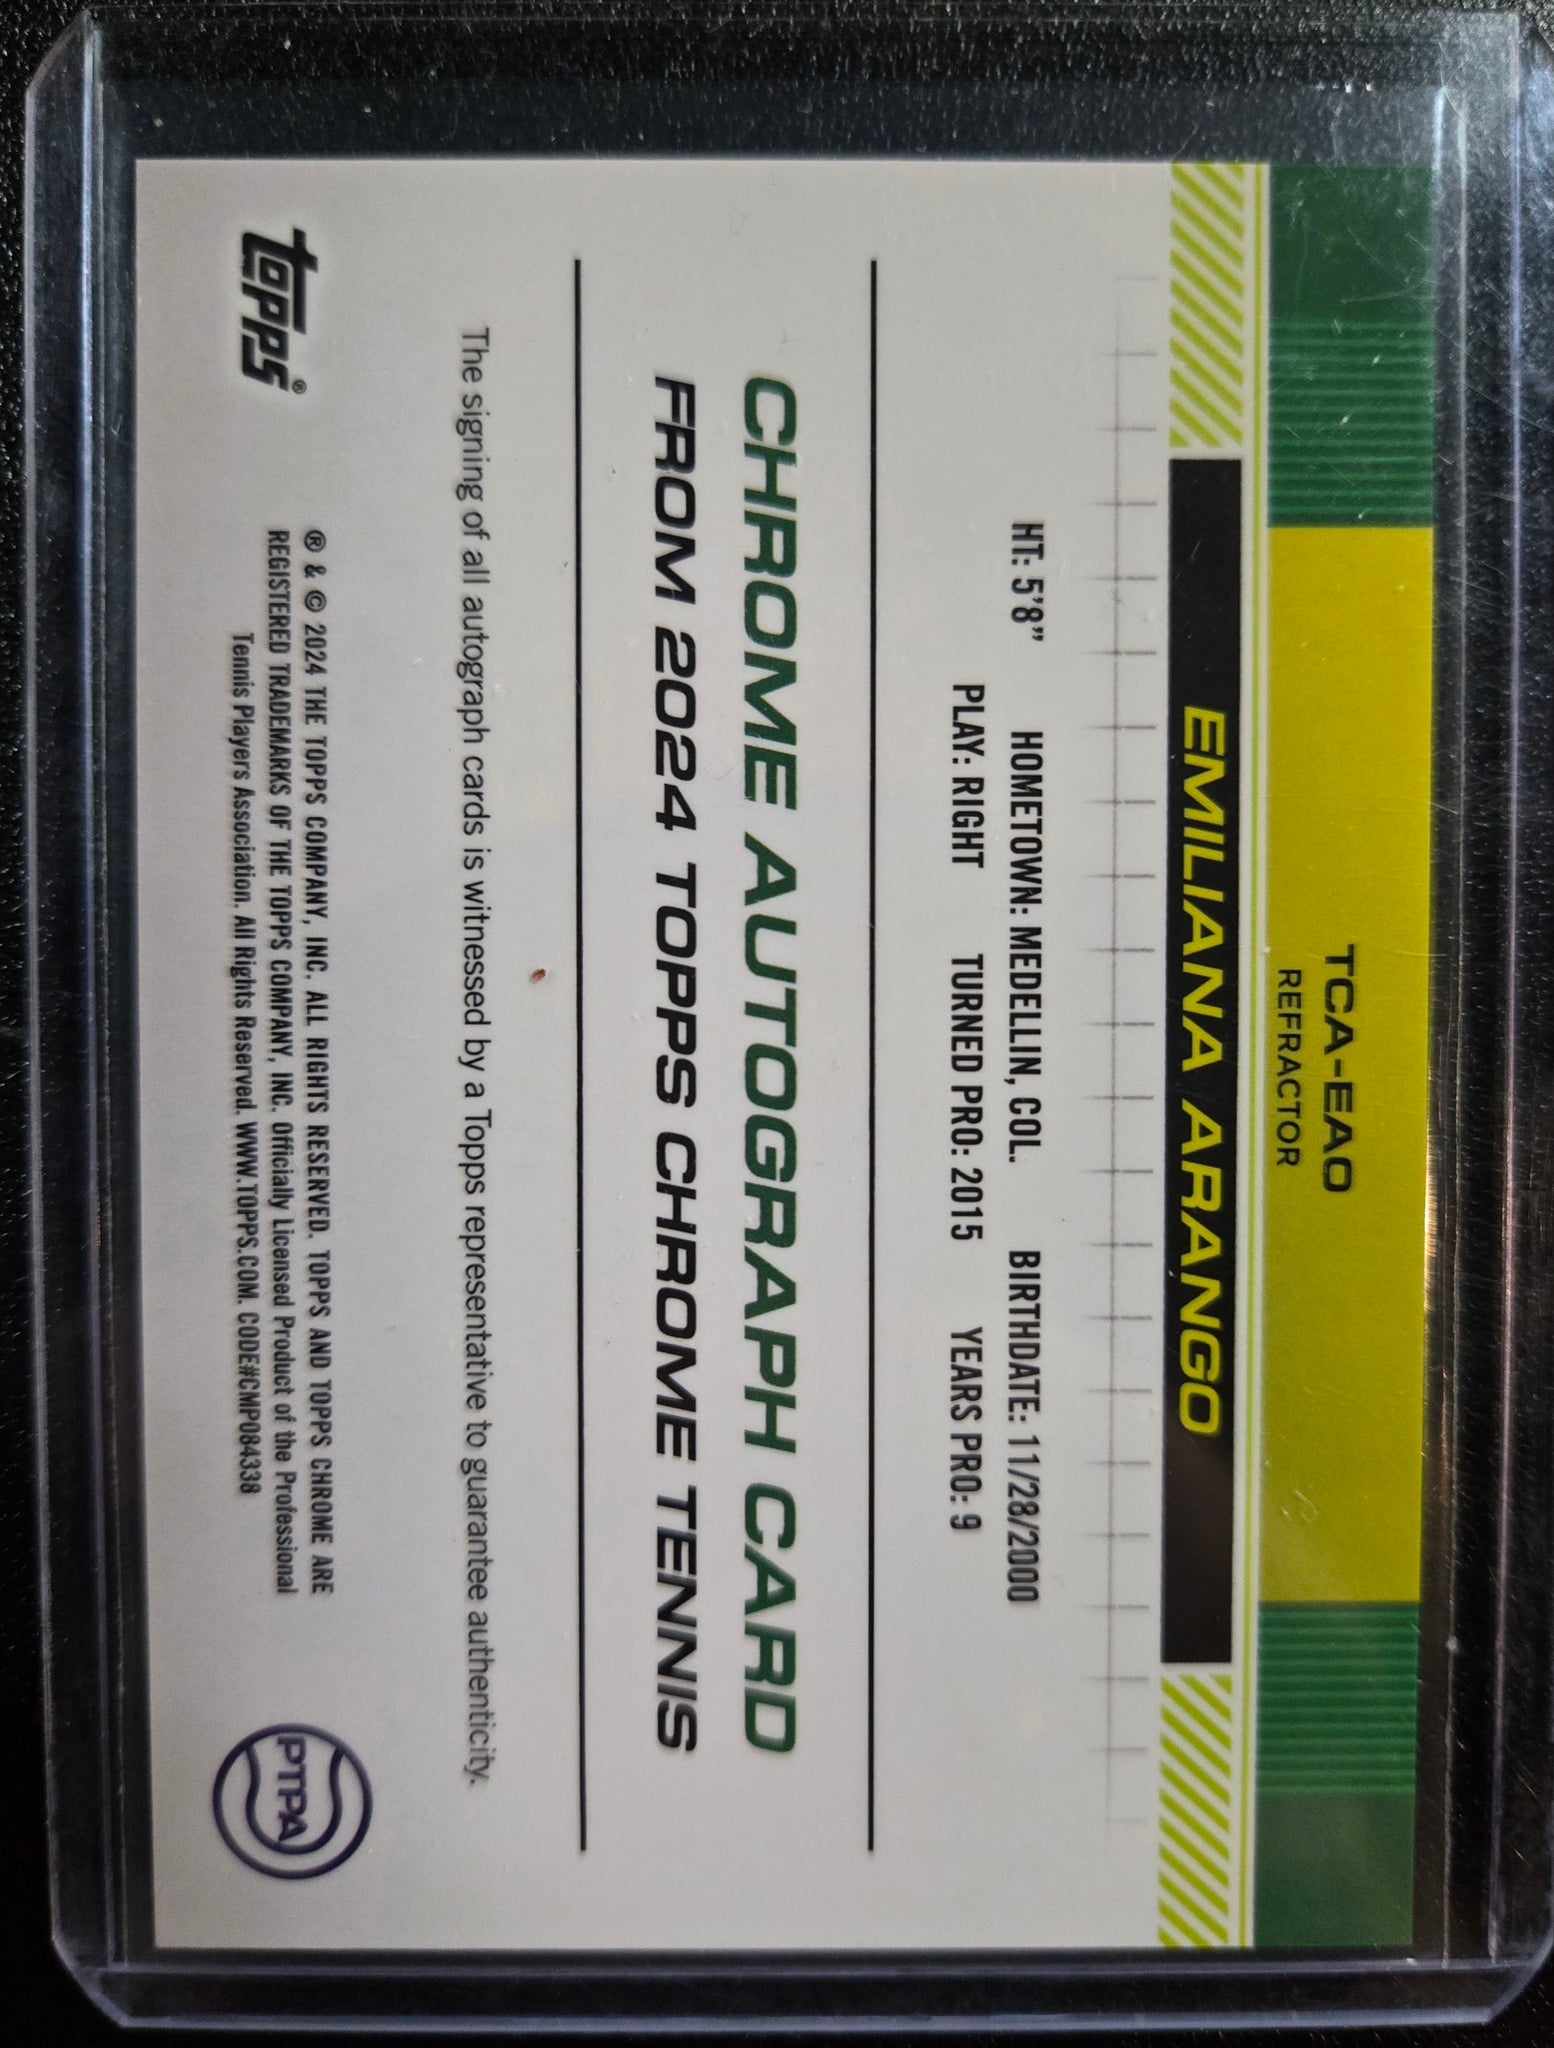 TCA-EAO
REFRACTOR
EMILIANA ARANGO
HT: 5'8" HOMETOWN: MEDELLIN, COL. BIRTHDATE: 11/28/2000
PLAY: RIGHT TURNED PRO: 2015 YEARS PRO: 9
CHROME AUTOGRAPH CARD
FROM 2024 TOPPS CHROME TENNIS
The signing of all autograph cards is witnessed by a Topps representative to guarantee authenticity.
topps®
® & © 2024 THE TOPPS COMPANY, INC. ALL RIGHTS RESERVED. TOPPS AND TOPPS CHROME ARE
REGISTERED TRADEMARKS OF THE TOPPS COMPANY, INC. Officially Licensed Product of the Professional
Tennis Players Association. All Rights Reserved. WWW.TOPPS.COM. CODE#CMP084338
PTPA